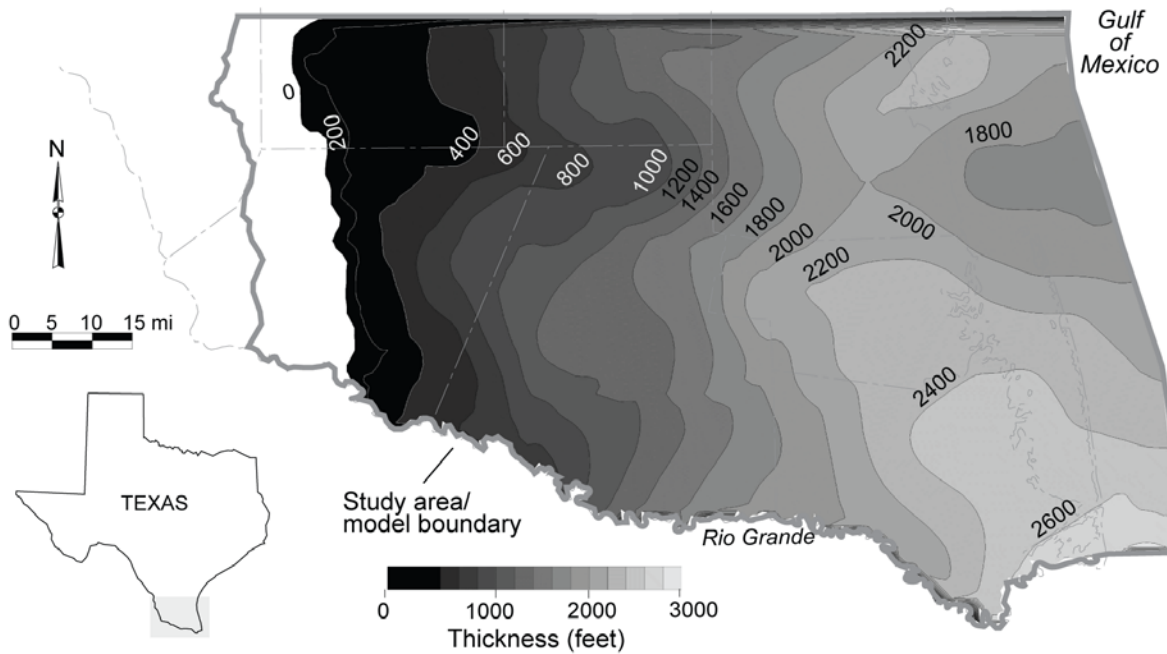 Gulf
of
Mexico
2200
0
200
400
600
800
1000
1200
1400
1600
1800
2000
2200
1800
2000
N
0 5 10 15 mi
2400
2600
TEXAS
Study area/
model boundary
Rio Grande
0 1000 2000 3000
Thickness (feet)